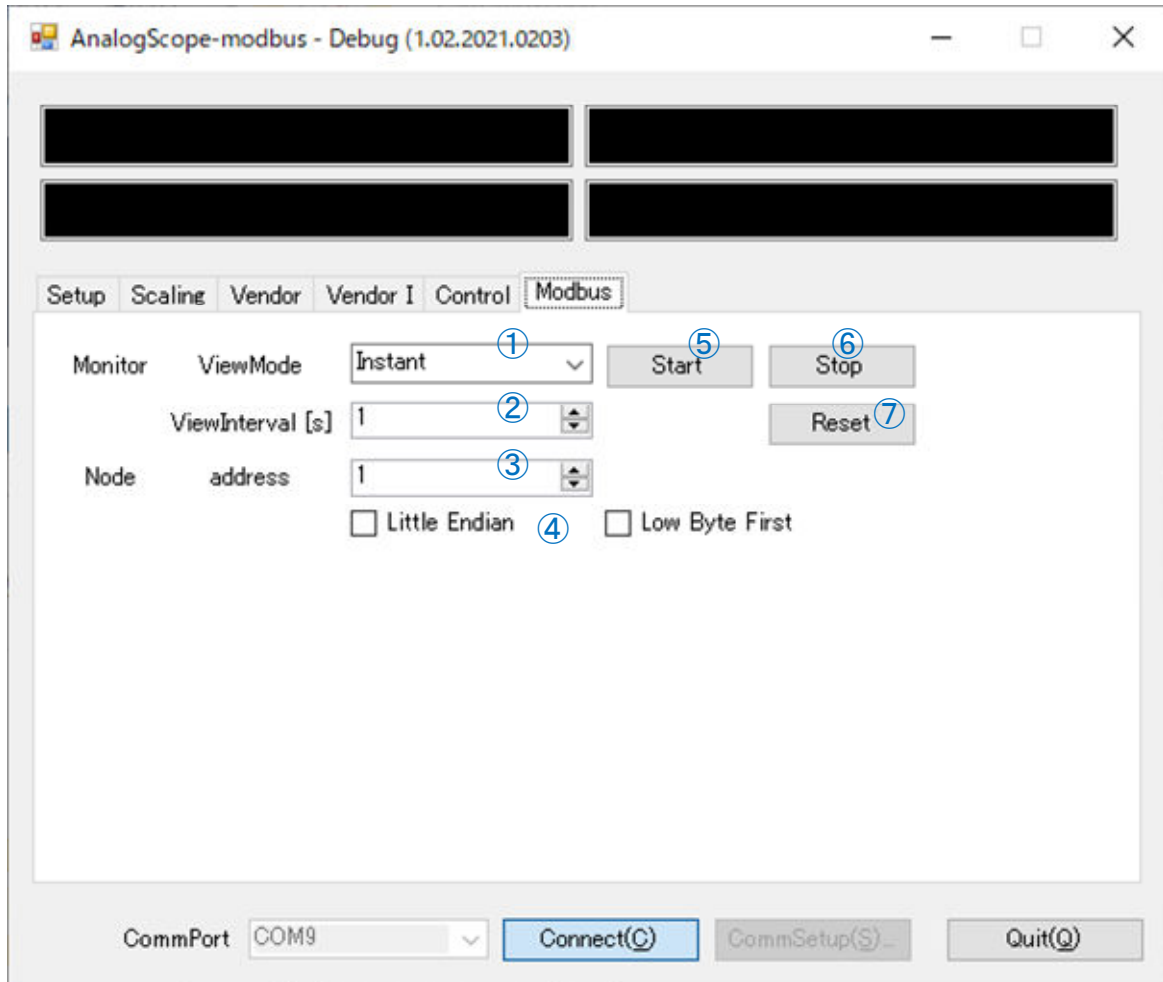 AnalogScope-modbus - Debug (1.02.2021.0203)
Setup Scaling Vendor Vendor I Control Modbus
Monitor ViewMode Instant ① Start ⑤ Stop ⑥
ViewInterval [s] 1 ② Reset ⑦
Node address 1 ③
Little Endian ④ Low Byte First
CommPort COM9 Connect(C) CommSetup(S)... Quit(Q)